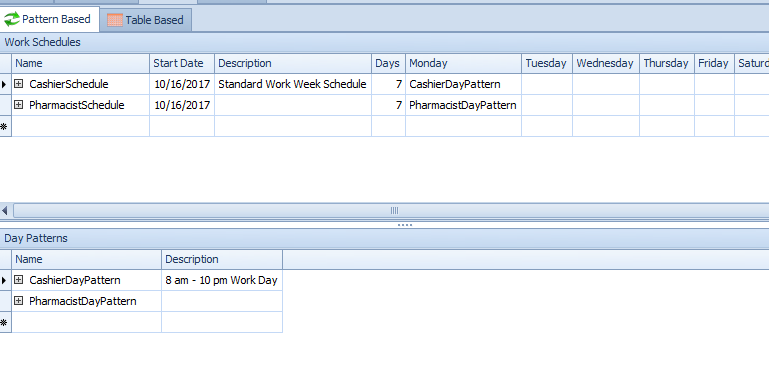 Pattern Based Table Based
Work Schedules
Name Start Date Description Days Monday Tuesday Wednesday Thursday Friday Saturd
CashierSchedule 10/16/2017 Standard Work Week Schedule 7 CashierDayPattern
PharmacistSchedule 10/16/2017 7 PharmacistDayPattern
Day Patterns
Name Description
CashierDayPattern 8 am - 10 pm Work Day
PharmacistDayPattern